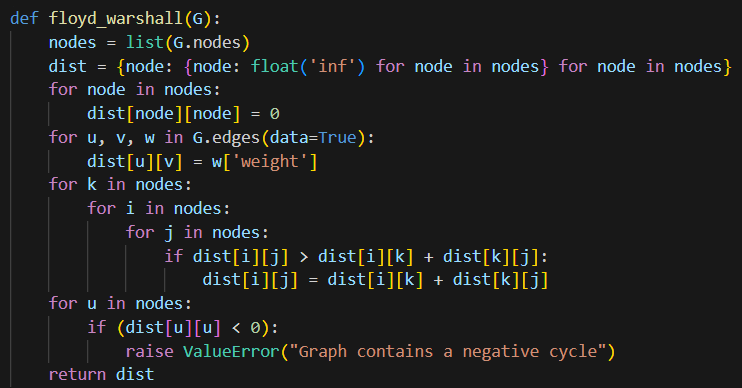 def floyd_warshall(G):
    nodes = list(G.nodes)
    dist = {node: {node: float('inf') for node in nodes} for node in nodes}
    for node in nodes:
        dist[node][node] = 0
    for u, v, w in G.edges(data=True):
        dist[u][v] = w['weight']
    for k in nodes:
        for i in nodes:
            for j in nodes:
                if dist[i][j] > dist[i][k] + dist[k][j]:
                    dist[i][j] = dist[i][k] + dist[k][j]
    for u in nodes:
        if (dist[u][u] < 0):
            raise ValueError("Graph contains a negative cycle")
    return dist